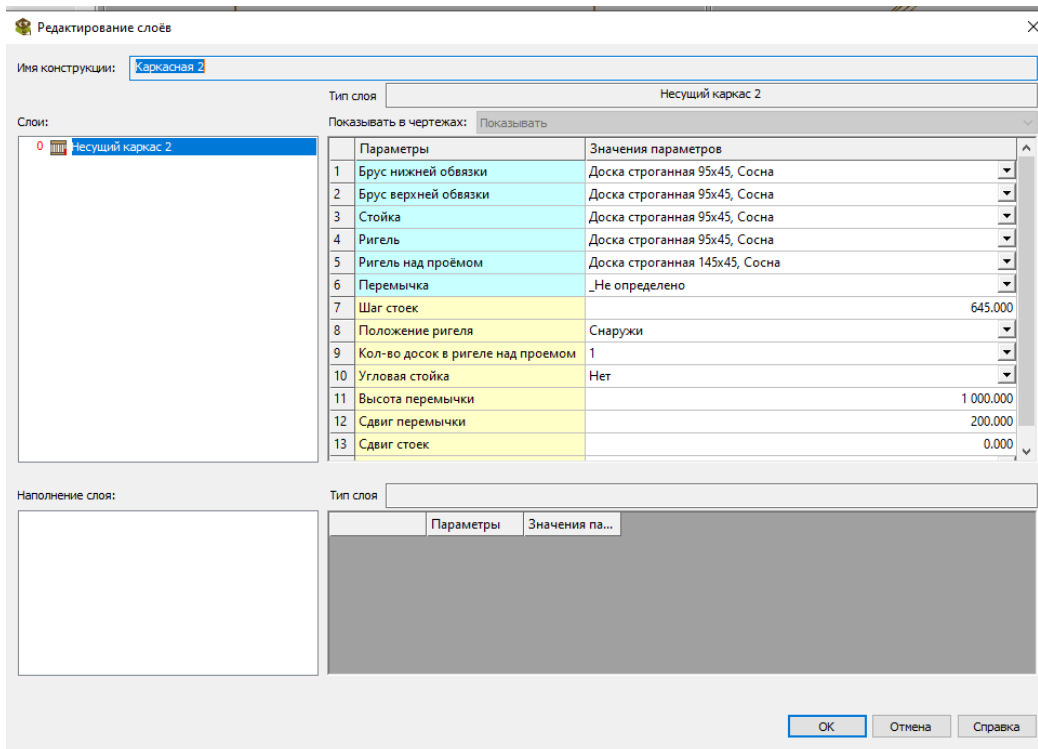 Редактирование слоёв
Имя конструкции: Каркасная 2
Тип слоя Несущий каркас 2
Слои: Показывать в чертежах: Показывать
0 Несущий каркас 2
Параметры Значения параметров
1 Брус нижней обвязки Доска строганная 95x45, Сосна
2 Брус верхней обвязки Доска строганная 95x45, Сосна
3 Стойка Доска строганная 95x45, Сосна
4 Ригель Доска строганная 95x45, Сосна
5 Ригель над проёмом Доска строганная 145x45, Сосна
6 Перемычка _Не определено
7 Шаг стоек 645.000
8 Положение ригеля Снаружи
9 Кол-во досок в ригеле над проемом 1
10 Угловая стойка Нет
11 Высота перемычки 1 000.000
12 Сдвиг перемычки 200.000
13 Сдвиг стоек 0.000
Наполнение слоя: Тип слоя
Параметры Значения па...
OK Отмена Справка